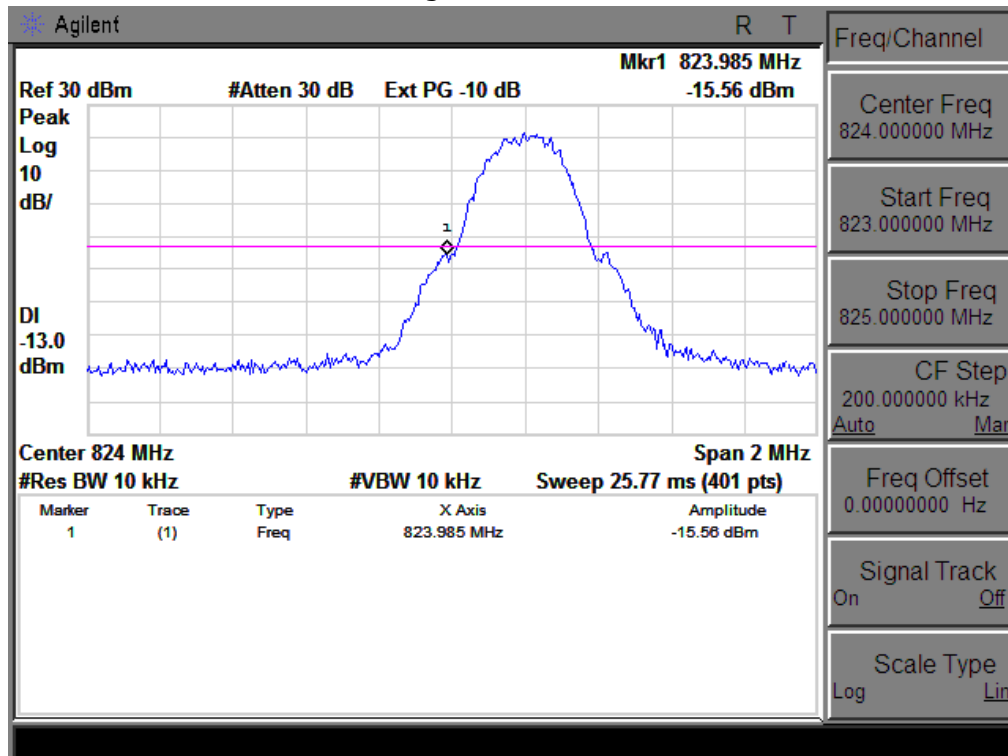 Agilent R T
Mkr1 823.985 MHz
Ref 30 dBm #Atten 30 dB Ext PG -10 dB -15.56 dBm
Peak
Log
10
dB/
1
DI
-13.0
dBm
Center 824 MHz Span 2 MHz
#Res BW 10 kHz #VBW 10 kHz Sweep 25.77 ms (401 pts)
Marker Trace Type X Axis Amplitude
1 (1) Freq 823.985 MHz -15.56 dBm
Freq/Channel
Center Freq
824.000000 MHz
Start Freq
823.000000 MHz
Stop Freq
825.000000 MHz
CF Step
200.000000 kHz
Auto Man
Freq Offset
0.00000000 Hz
Signal Track
On Off
Scale Type
Log Lin